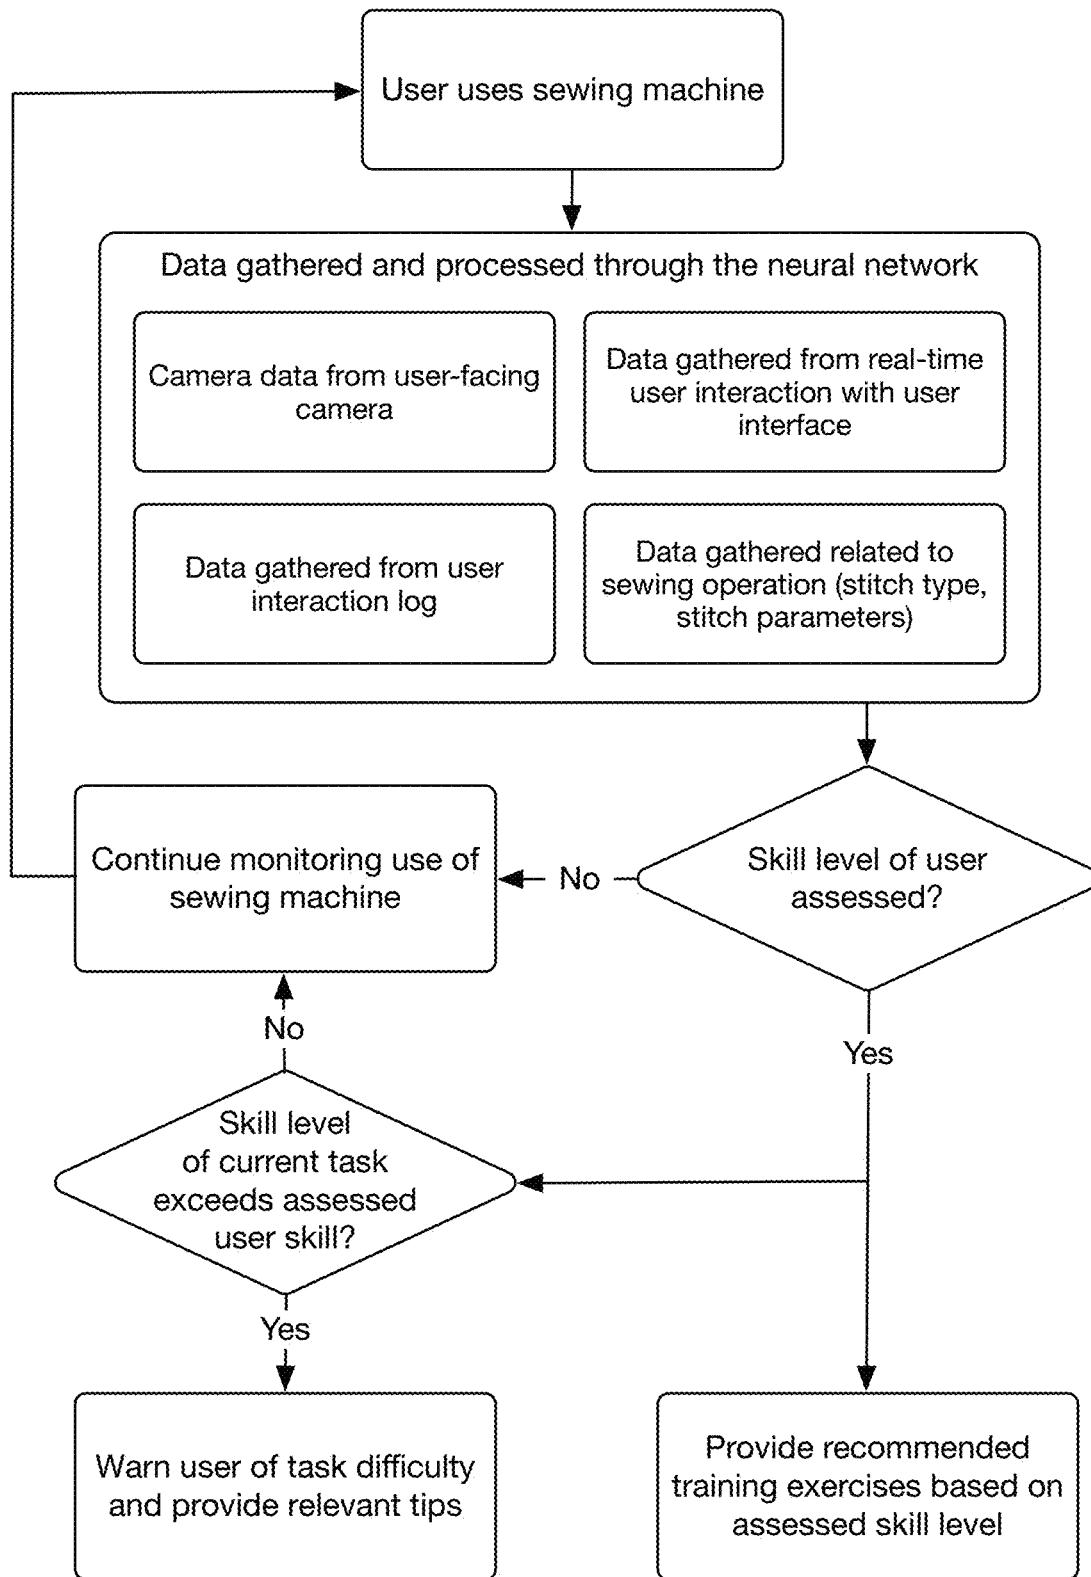 User uses sewing machine
Data gathered and processed through the neural network
Camera data from user-facing
camera
Data gathered from real-time
user interaction with user
interface
Data gathered from user
interaction log
Data gathered related to
sewing operation (stitch type,
stitch parameters)
Continue monitoring use of
sewing machine
No
Skill level of user
assessed?
No
Yes
Skill level
of current task
exceeds assessed
user skill?
Yes
Warn user of task difficulty
and provide relevant tips
Provide recommended
training exercises based on
assessed skill level